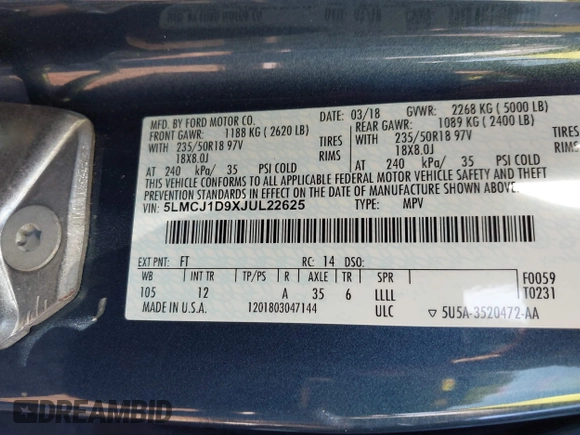 MFD. BY FORD MOTOR CO.
03/18 GVWR: 2268 KG ( 5000 LB)
FRONT GAWR: 1188 KG ( 2620 LB)
REAR GAWR: 1089 KG ( 2400 LB)
WITH 235/50R18 97V TIRES WITH 235/50R18 97V TIRES
18X8.0J RIMS 18X8.0J RIMS
AT 240 kPa/ 35 PSI COLD AT 240 kPa/ 35 PSI COLD
THIS VEHICLE CONFORMS TO ALL APPLICABLE FEDERAL MOTOR VEHICLE SAFETY AND THEFT
PREVENTION STANDARDS IN EFFECT ON THE DATE OF MANUFACTURE SHOWN ABOVE.
VIN: 5LMCJ1D9XJUL22625 TYPE: MPV
EXT PNT: FT RC: 14 DSO:
WB INT TR TP/PS R AXLE TR SPR F0059
105 12 A 35 6 LLLL T0231
MADE IN U.S.A. 1201803047144 ULC ▽ 5U5A-3520472-AA
DREAMBID